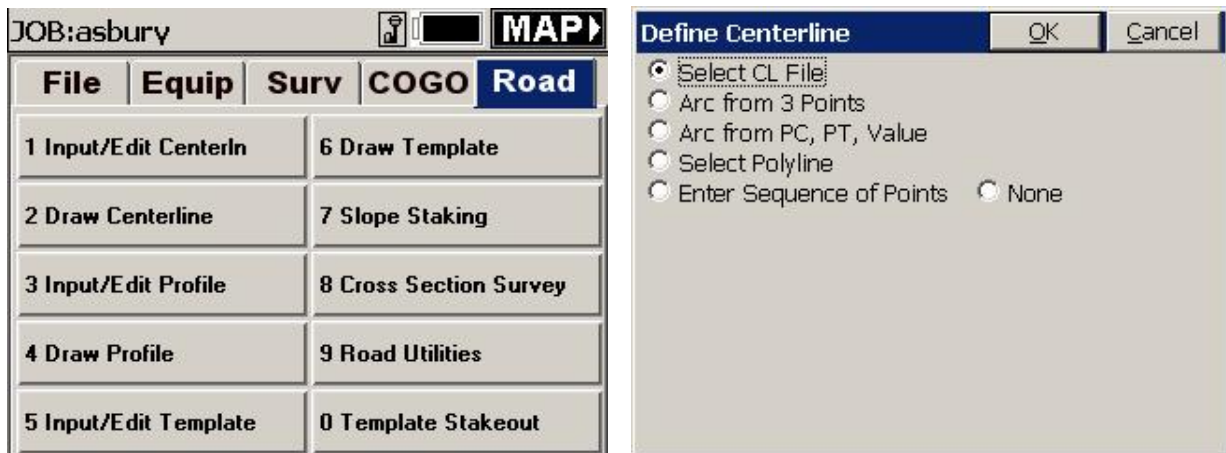 JOB:asbury MAP
File Equip Surv COGO Road
1 Input/Edit Centerln 6 Draw Template
2 Draw Centerline 7 Slope Staking
3 Input/Edit Profile 8 Cross Section Survey
4 Draw Profile 9 Road Utilities
5 Input/Edit Template 0 Template Stakeout
Define Centerline OK Cancel
Select CL File
Arc from 3 Points
Arc from PC, PT, Value
Select Polyline
Enter Sequence of Points None